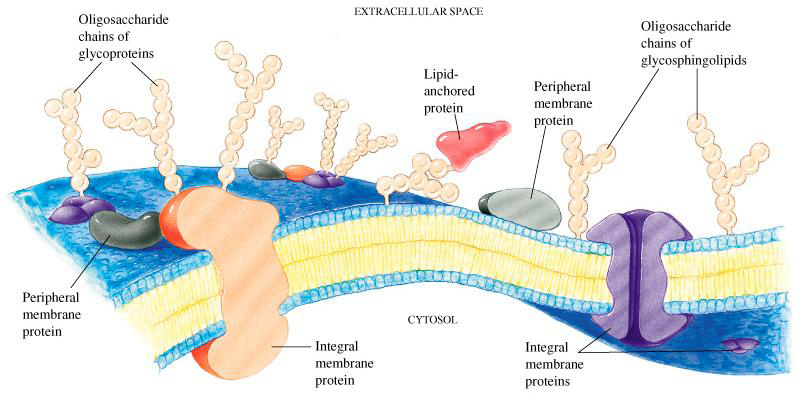 EXTRACELLULAR SPACE
Oligosaccharide
chains of
glycoproteins
Lipid-
anchored
protein
Peripheral
membrane
protein
Oligosaccharide
chains of
glycosphingolipids
Peripheral
membrane
protein
CYTOSOL
Integral
membrane
protein
Integral
membrane
proteins